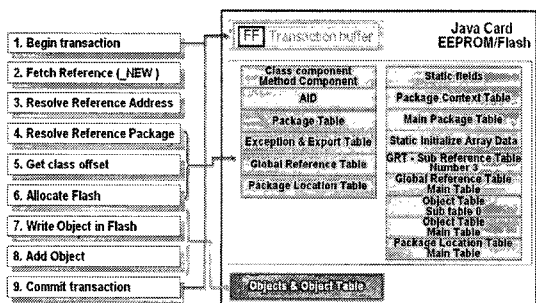 1. Begin transaction
2. Fetch Reference (_NEW )
3. Resolve Reference Address
4. Resolve Reference Package
5. Get class offset
6. Allocate Flash
7. Write Object in Flash
8. Add Object
9. Commit transaction
FF Transaction buffer
Java Card
EEPROM/Flash
Class component
Method Component
AID
Package Table
Exception & Export Table
Global Reference Table
Package Location Table
Static fields
Package Context Table
Main Package Table
Static Initialize Array Data
GRT - Sub Reference Table
Number 3
Global Reference Table
Main Table
Object Table
Sub table 0
Object Table
Main Table
Package Location Table
Main Table
Objects & Object Table